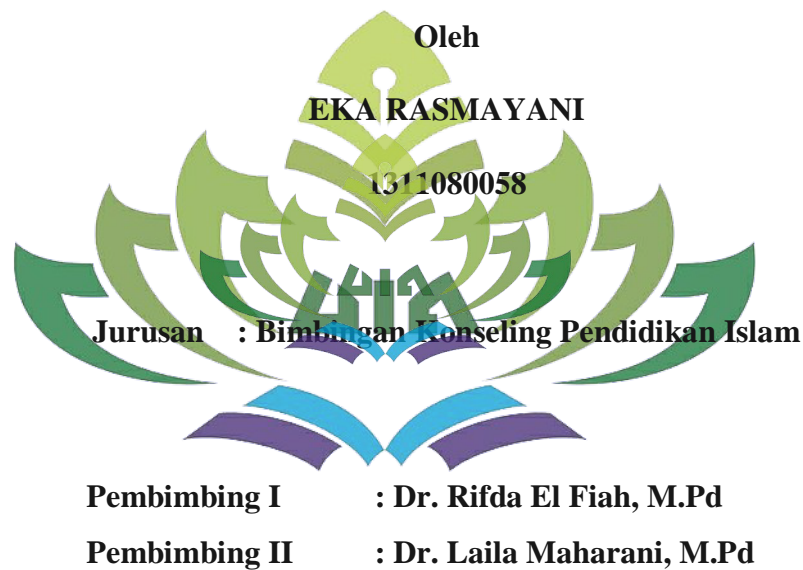 Oleh
EKA RASMAYANI
1311080058
UIN
Jurusan : Bimbingan Konseling Pendidikan Islam
Pembimbing I : Dr. Rifda El Fiah, M.Pd
Pembimbing II : Dr. Laila Maharani, M.Pd